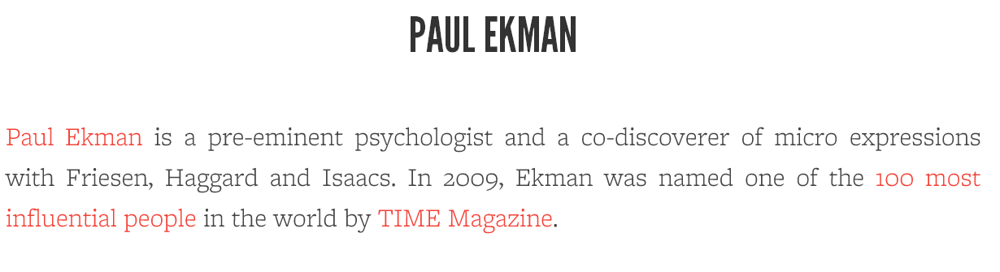 PAUL EKMAN
Paul Ekman is a pre-eminent psychologist and a co-discoverer of micro expressions
with Friesen, Haggard and Isaacs. In 2009, Ekman was named one of the 100 most
influential people in the world by TIME Magazine.